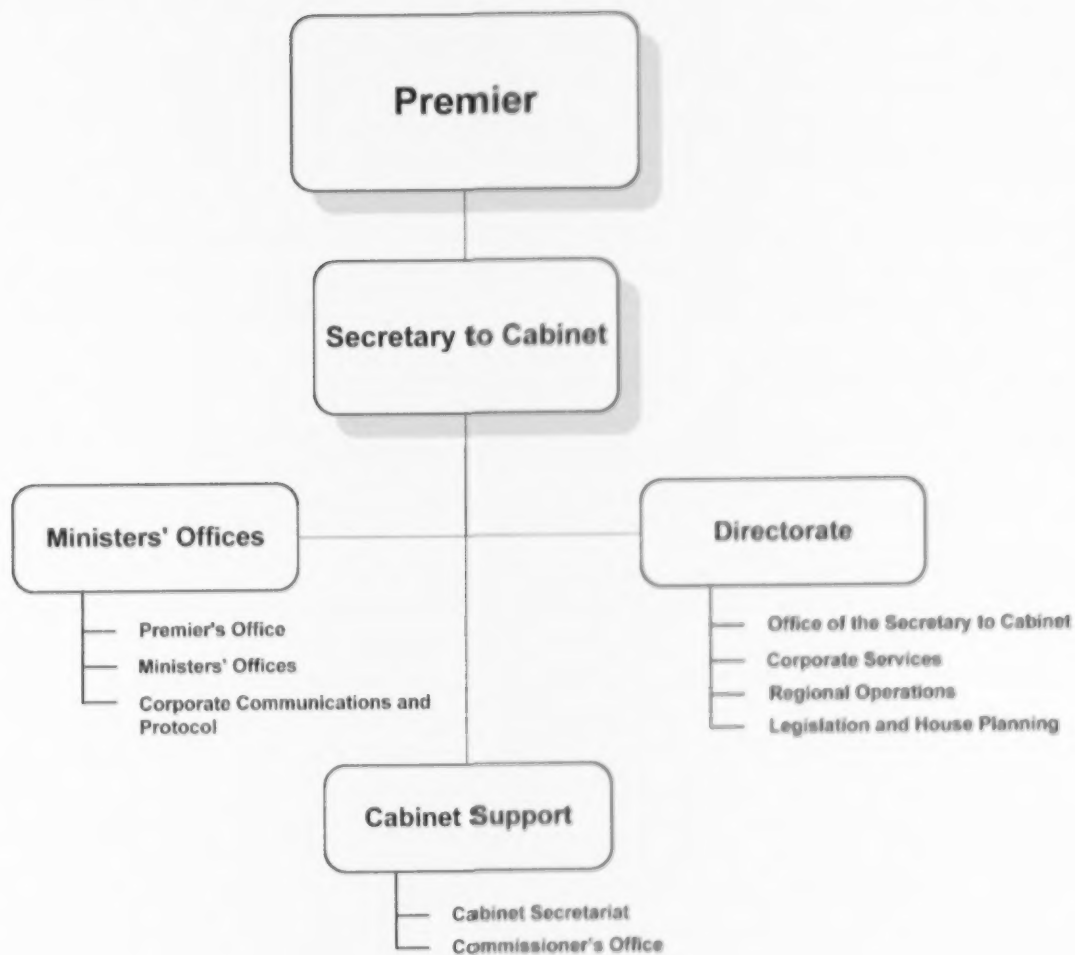 Premier
Secretary to Cabinet
Ministers' Offices
Premier's Office
Ministers' Offices
Corporate Communications and
Protocol
Directorate
Office of the Secretary to Cabinet
Corporate Services
Regional Operations
Legislation and House Planning
Cabinet Support
Cabinet Secretariat
Commissioner's Office